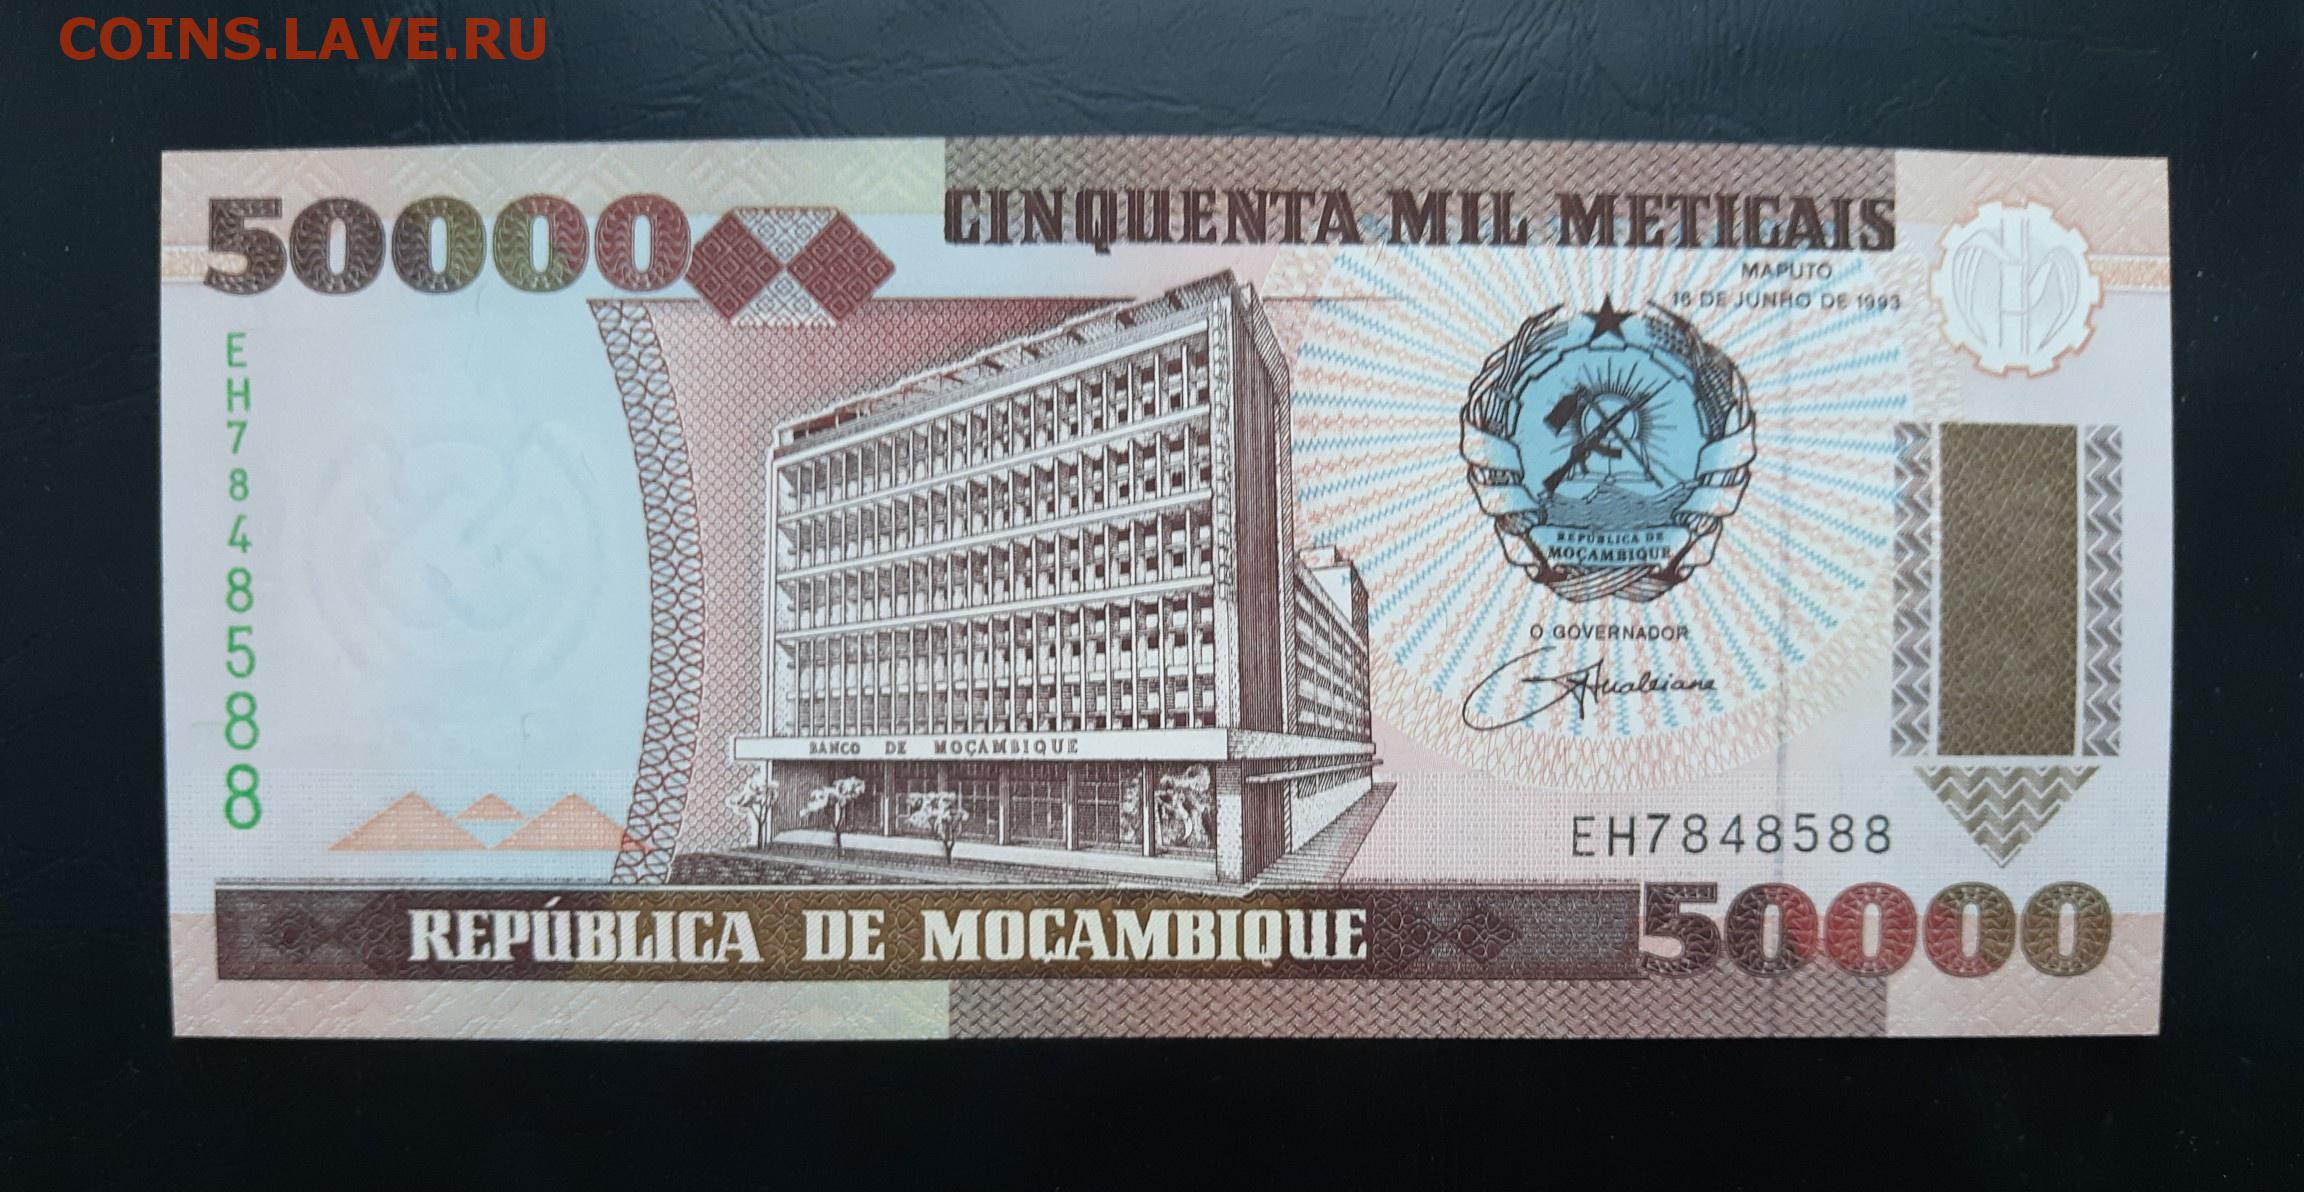 COINS.LAVE.RU
50000
CINQUENTA MIL METICAIS
MAPUTO
16 DE JUNHO DE 1993
EH7848588
REPÚBLICA DE
MOÇAMBIQUE
O GOVERNADOR
BANCO DE MOÇAMBIQUE
EH7848588
REPÚBLICA DE MOÇAMBIQUE
50000